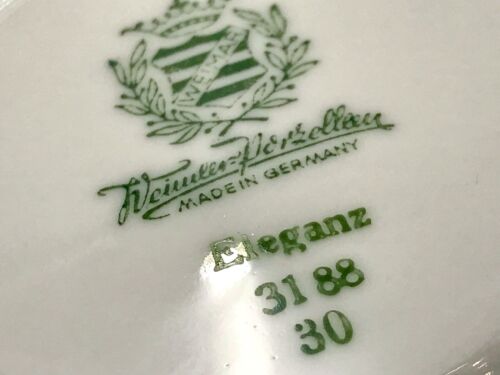 WEIMAR
Weimar-Porzellan
MADE IN GERMANY
Eleganz
31 88
30